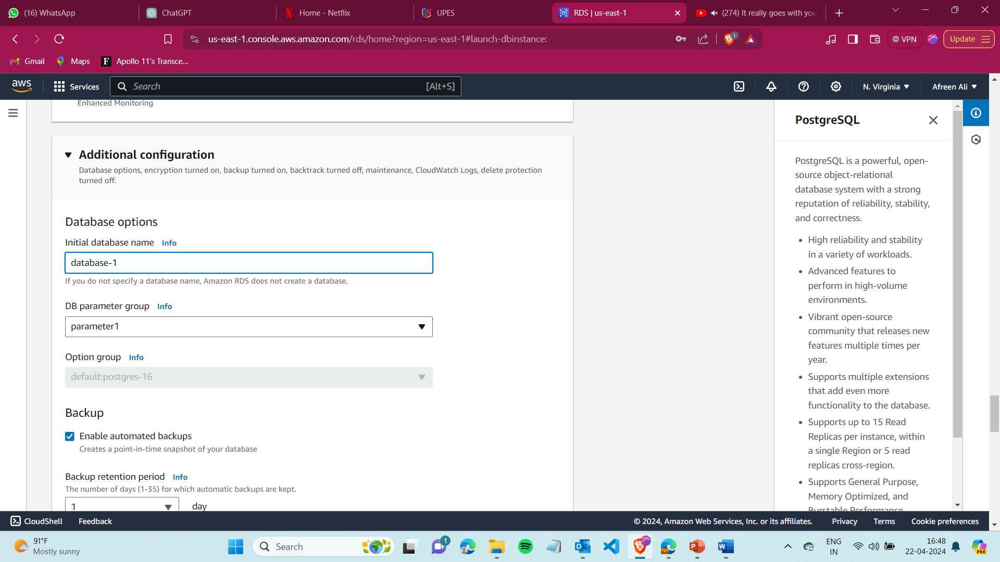 (16) WhatsApp
ChatGPT
Home - Netflix
UPES
RDS | us-east-1
(274) It really goes with you
us-east-1.console.aws.amazon.com/rds/home?region=us-east-1#launch-dbinstance:
1
VPN
Update
Gmail
Maps
F Apollo 11's Transce...
aws
Services
Search
[Alt+S]
N. Virginia
Afreen Ali
Enhanced Monitoring
Additional configuration
Database options, encryption turned on, backup turned on, backtrack turned off, maintenance, CloudWatch Logs, delete protection
turned off.
Database options
Initial database name Info
database-1
If you do not specify a database name, Amazon RDS does not create a database.
DB parameter group Info
parameter1
Option group Info
default:postgres-16
Backup
Enable automated backups
Creates a point-in-time snapshot of your database
Backup retention period Info
The number of days (1-35) for which automatic backups are kept.
1 day
PostgreSQL
PostgreSQL is a powerful, open-
source object-relational
database system with a strong
reputation of reliability, stability,
and correctness.
• High reliability and stability
in a variety of workloads.
• Advanced features to
perform in high-volume
environments.
• Vibrant open-source
community that releases new
features multiple times per
year.
• Supports multiple extensions
that add even more
functionality to the database.
• Supports up to 15 Read
Replicas per instance, within
a single Region or 5 read
replicas cross-region.
• Supports General Purpose,
Memory Optimized, and
Burstable Performance
CloudShell
Feedback
© 2024, Amazon Web Services, Inc. or its affiliates.
Privacy
Terms
Cookie preferences
91°F
Mostly sunny
Search
1
ENG
IN
16:48
22-04-2024
PRE